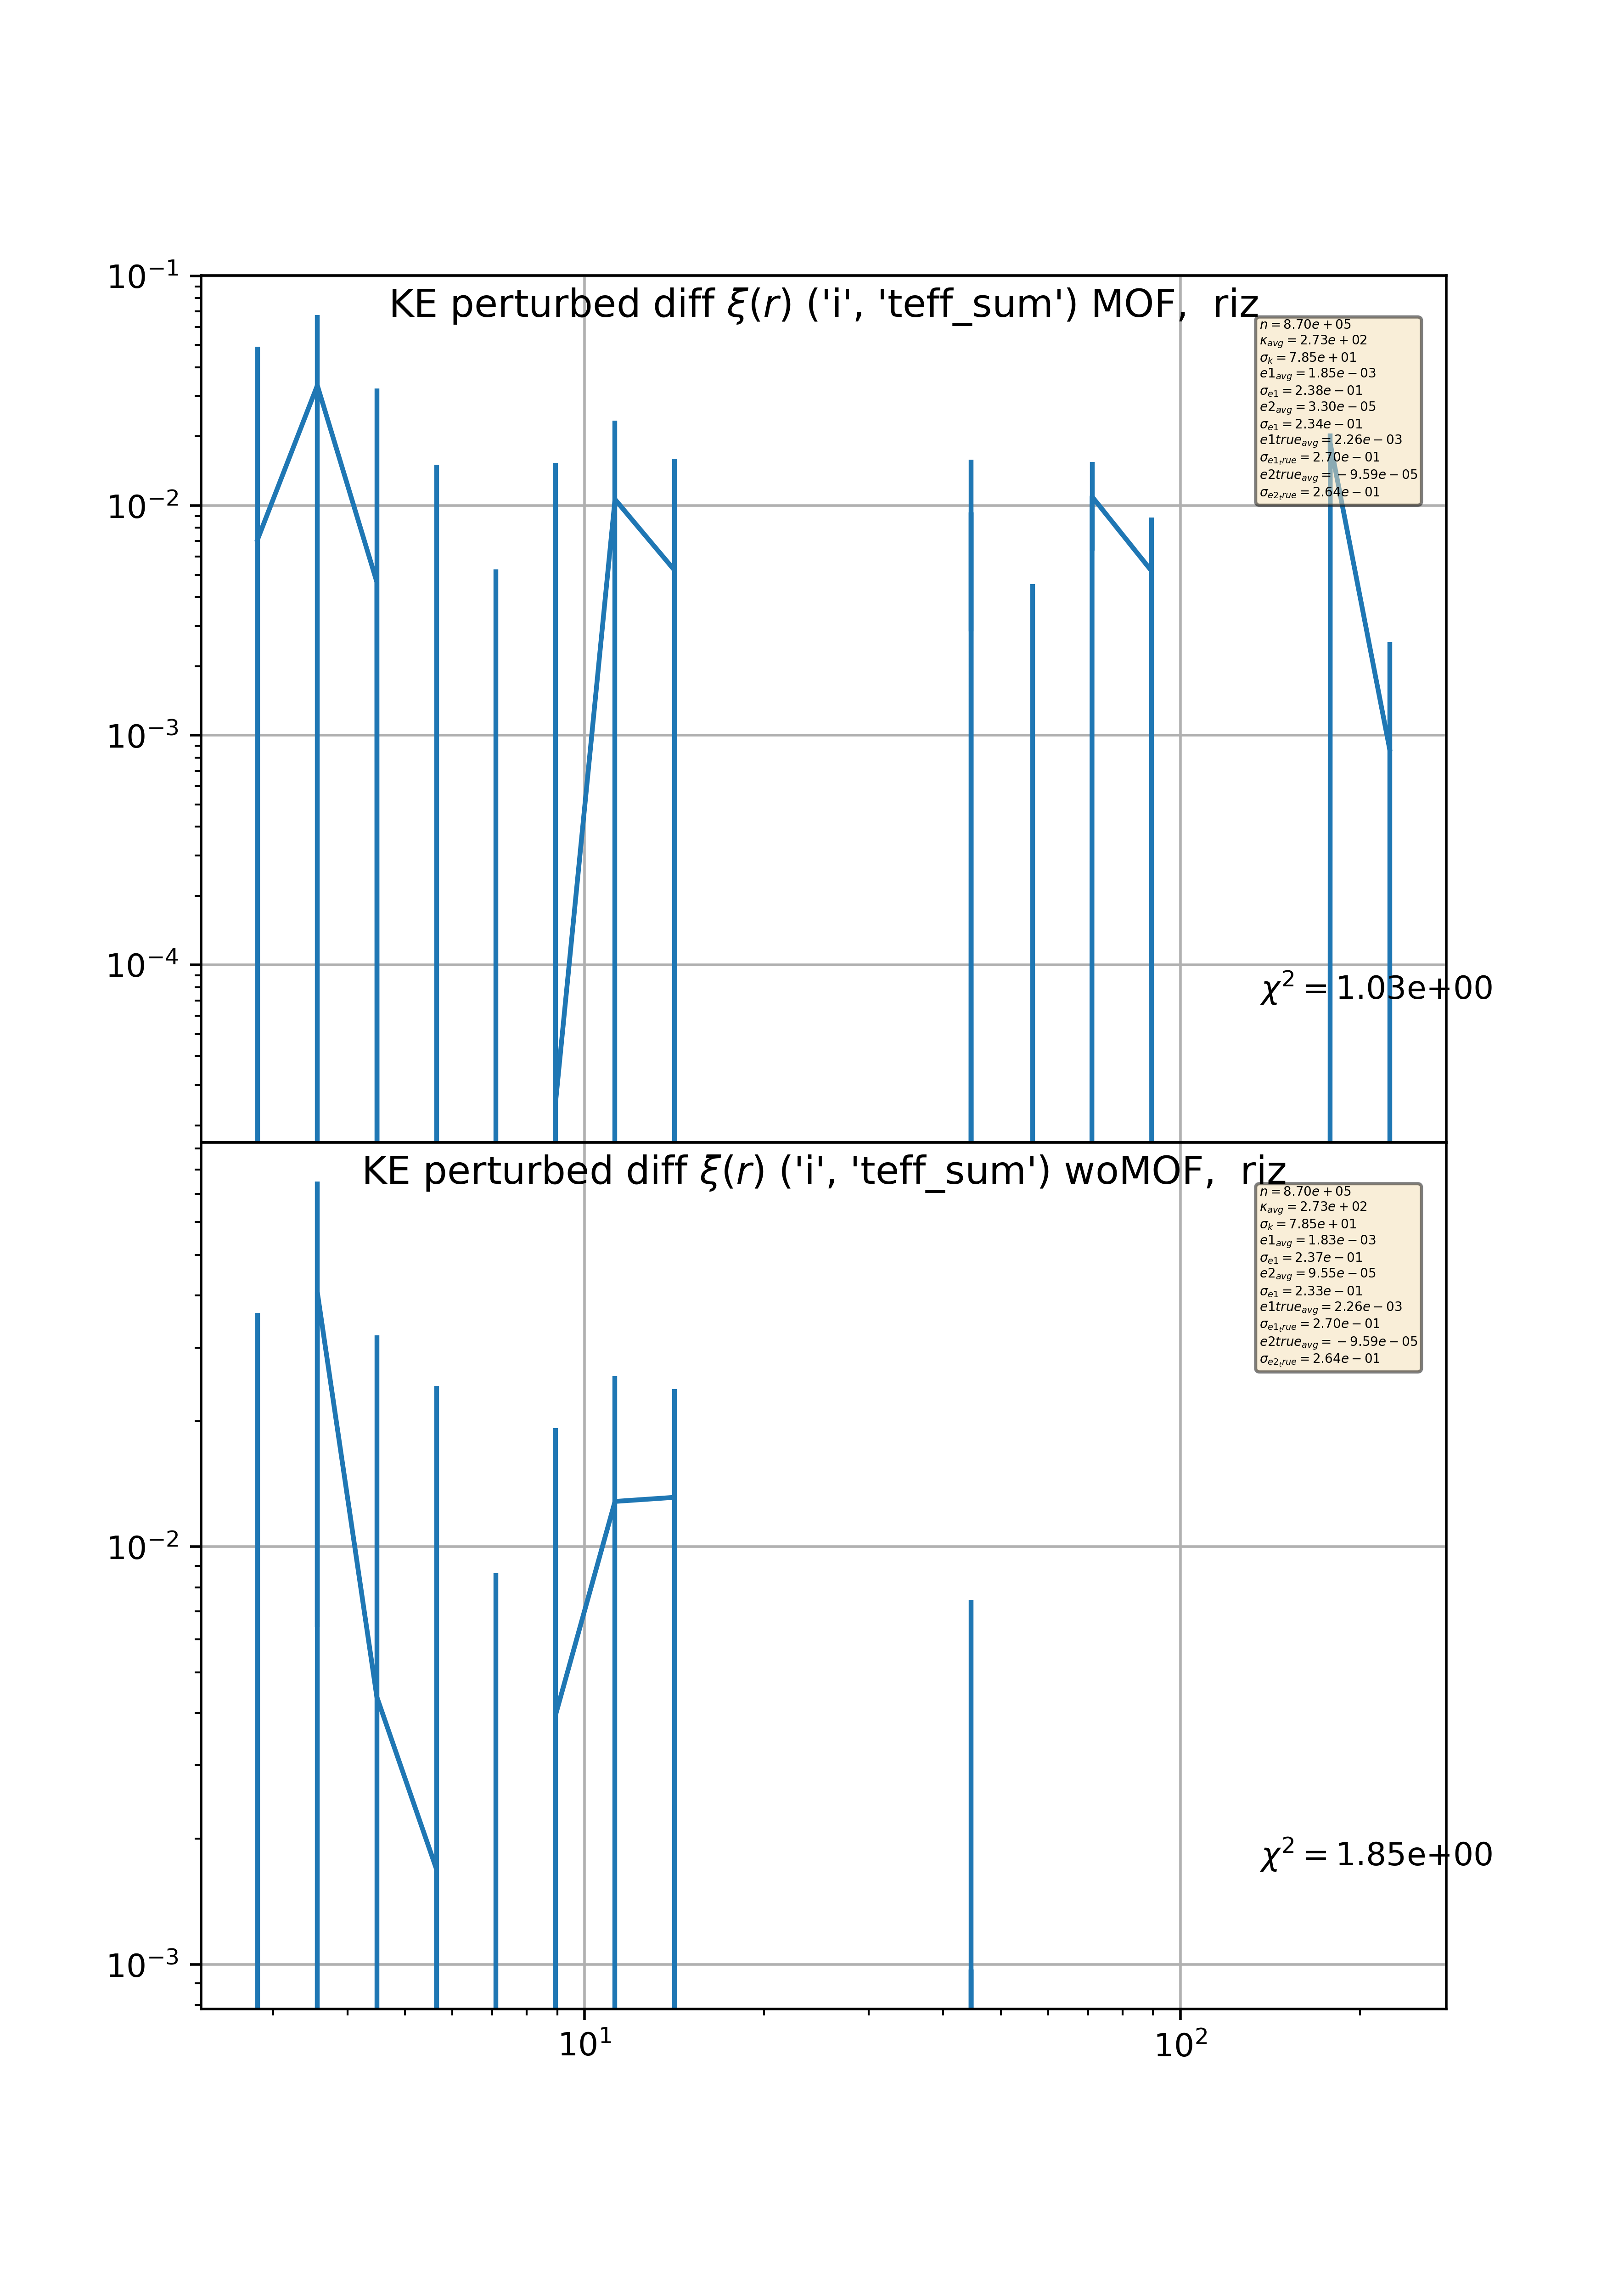 KE perturbed diff ξ(r) ('i', 'teff_sum') MOF, riz
10⁻¹
10⁻²
10⁻³
10⁻⁴
n = 8.70e + 05
κ_avg = 2.73e + 02
σ_k = 7.85e + 01
e1_avg = 1.85e − 03
σ_e1 = 2.38e − 01
e2_avg = 3.30e − 05
σ_e1 = 2.34e − 01
e1true_avg = 2.26e − 03
σ_e1_true = 2.70e − 01
e2true_avg = − 9.59e − 05
σ_e2_true = 2.64e − 01
χ² = 1.03e+00
KE perturbed diff ξ(r) ('i', 'teff_sum') woMOF, riz
10⁻²
10⁻³
n = 8.70e + 05
κ_avg = 2.73e + 02
σ_k = 7.85e + 01
e1_avg = 1.83e − 03
σ_e1 = 2.37e − 01
e2_avg = 9.55e − 05
σ_e1 = 2.33e − 01
e1true_avg = 2.26e − 03
σ_e1_true = 2.70e − 01
e2true_avg = − 9.59e − 05
σ_e2_true = 2.64e − 01
χ² = 1.85e+00
10¹
10²